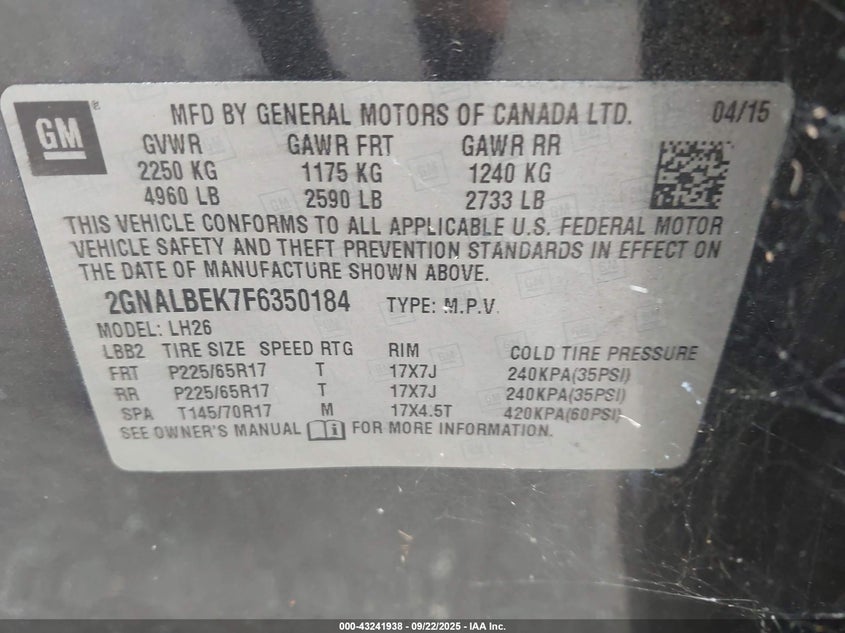 GM ® MFD BY GENERAL MOTORS OF CANADA LTD. 04/15
GVWR GAWR FRT GAWR RR
2250 KG 1175 KG 1240 KG
4960 LB 2590 LB 2733 LB
THIS VEHICLE CONFORMS TO ALL APPLICABLE U.S. FEDERAL MOTOR
VEHICLE SAFETY AND THEFT PREVENTION STANDARDS IN EFFECT ON
THE DATE OF MANUFACTURE SHOWN ABOVE.
2GNALBEK7F6350184 TYPE: M.P.V.
MODEL: LH26
LBB2 TIRE SIZE SPEED RTG RIM COLD TIRE PRESSURE
FRT P225/65R17 T 17X7J 240KPA(35PSI)
RR P225/65R17 T 17X7J 240KPA(35PSI)
SPA T145/70R17 M 17X4.5T 420KPA(60PSI)
SEE OWNER'S MANUAL FOR MORE INFORMATION.
000-43241938 - 09/22/2025 - IAA Inc.